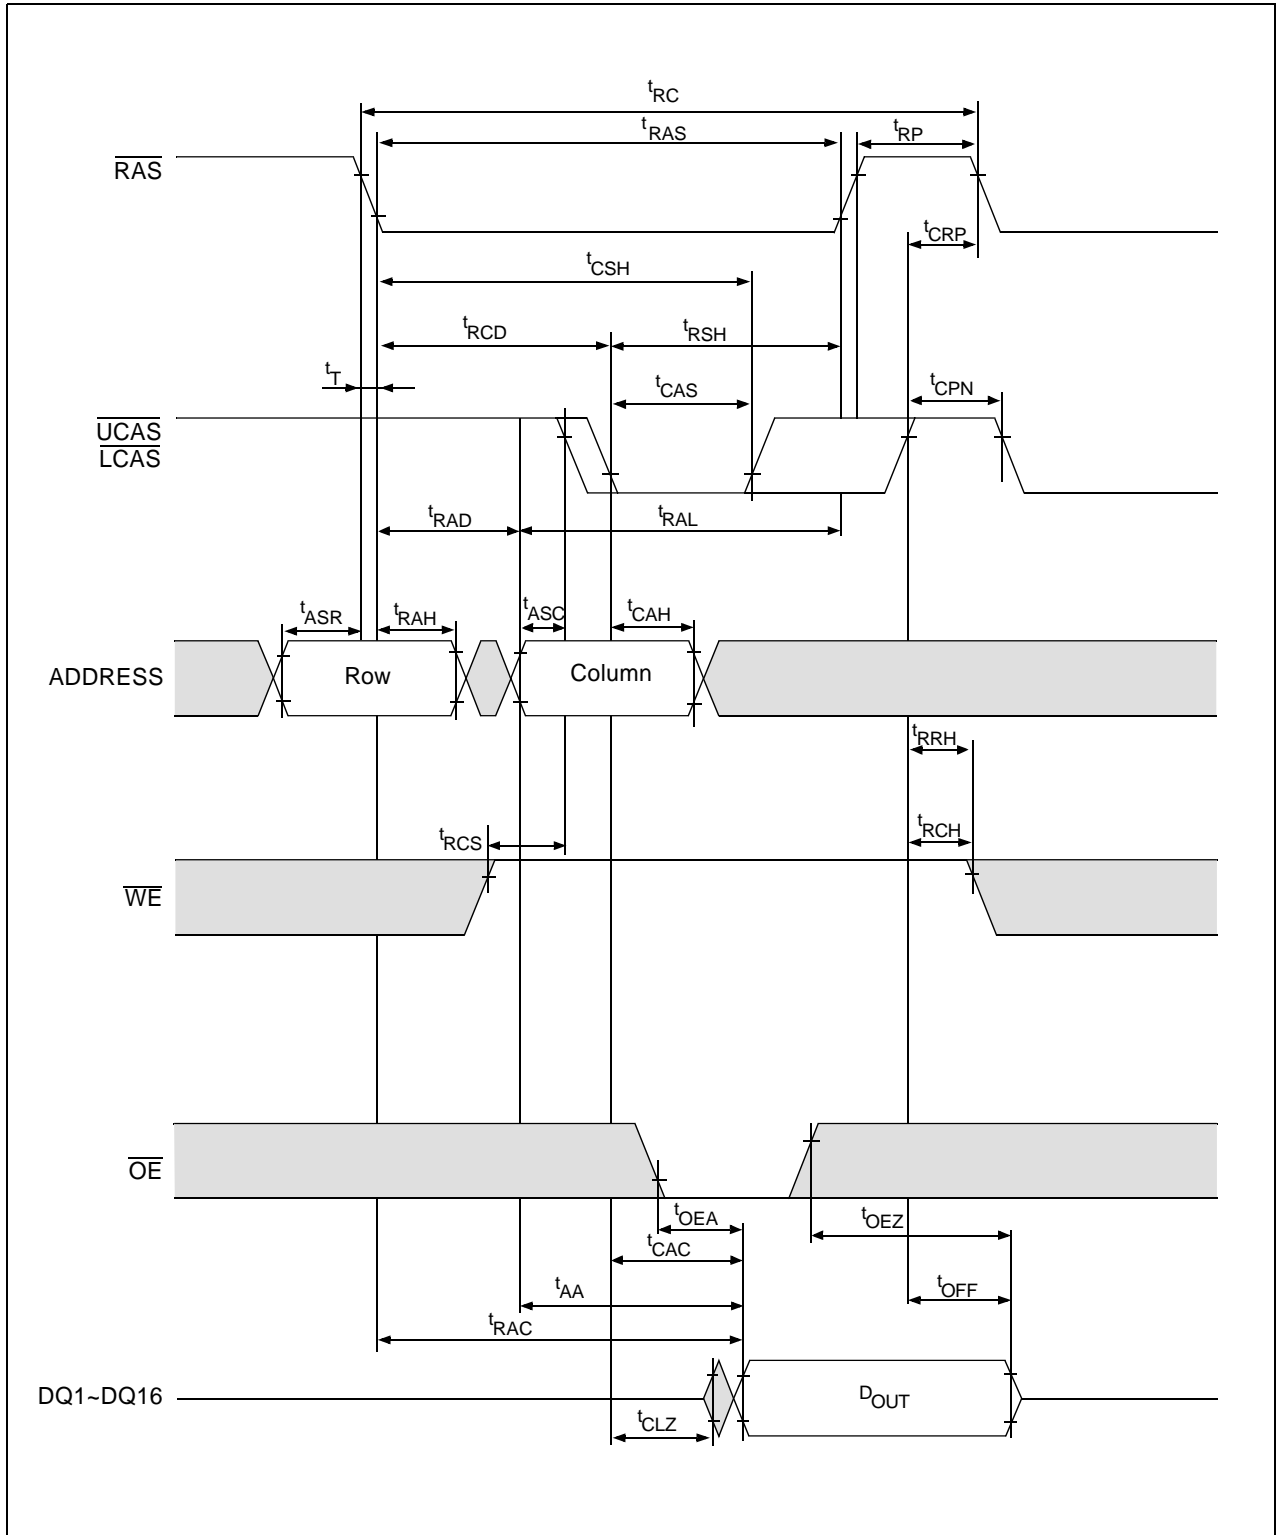 tRC
tRAS
tRP
RAS
tCRP
tCSH
tRCD
tRSH
tT
tCAS
tCPN
UCAS
LCAS
tRAD
tRAL
tASR
tRAH
tASC
tCAH
ADDRESS
Row
Column
tRRH
tRCS
tRCH
WE
OE
tOEA
tOEZ
tCAC
tAA
tOFF
tRAC
DQ1~DQ16
DOUT
tCLZ